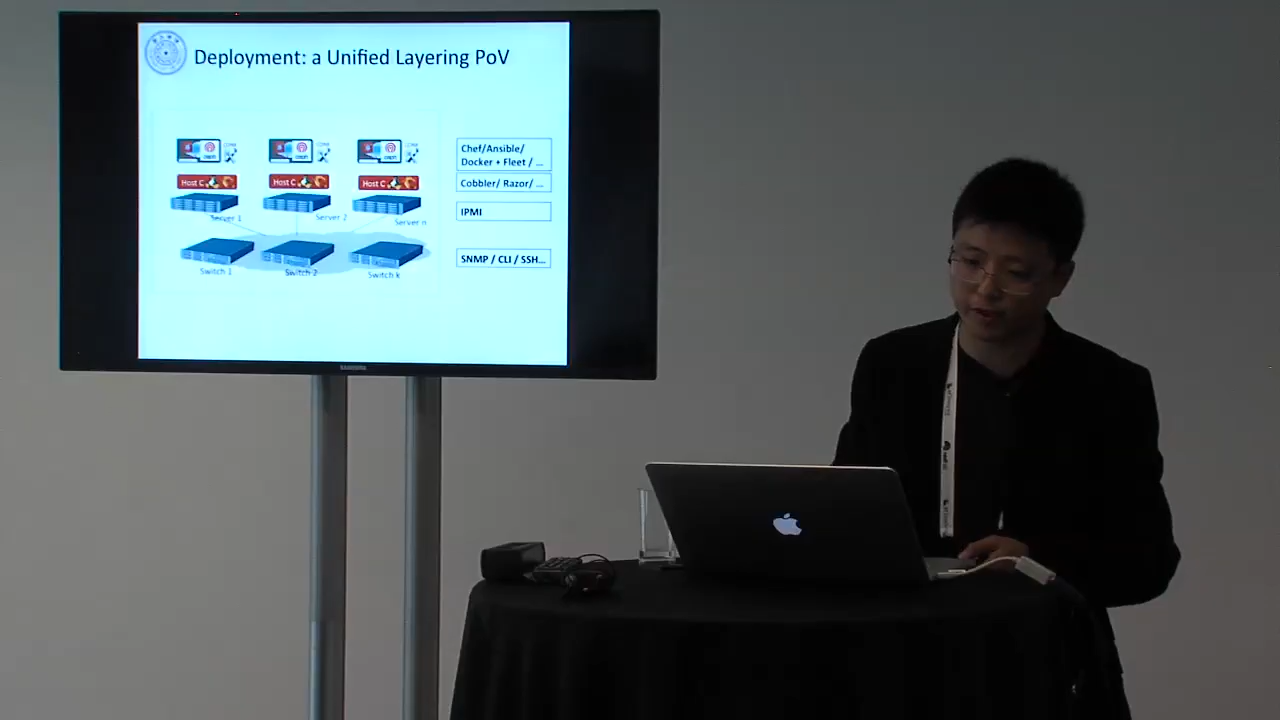 Deployment: a Unified Layering PoV
Chef/Ansible/
Docker + Fleet / ...
Host C
Host C
Host C
Cobbler/ Razor/ ...
Server 1
Server 2
Server n
IPMI
Switch 1
Switch 2
Switch k
SNMP / CLI / SSH...
SAMSUNG